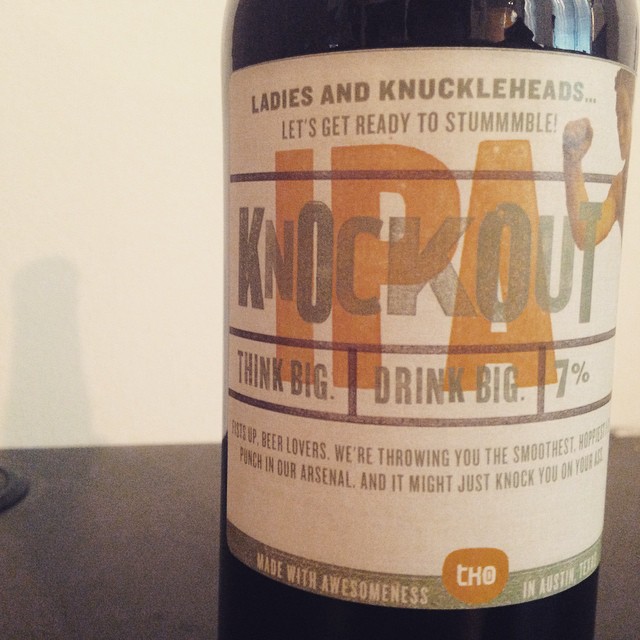 LADIES AND KNUCKLEHEADS...
LET'S GET READY TO STUMMMBLE!
IPA
KNOCKOUT
THINK BIG. DRINK BIG. 7%
FISTS UP, BEER LOVERS. WE'RE THROWING YOU THE SMOOTHEST, HOPPIEST
PUNCH IN OUR ARSENAL. AND IT MIGHT JUST KNOCK YOU ON YOUR ASS.
MADE WITH AWESOMENESS tHO IN AUSTIN, TEXAS